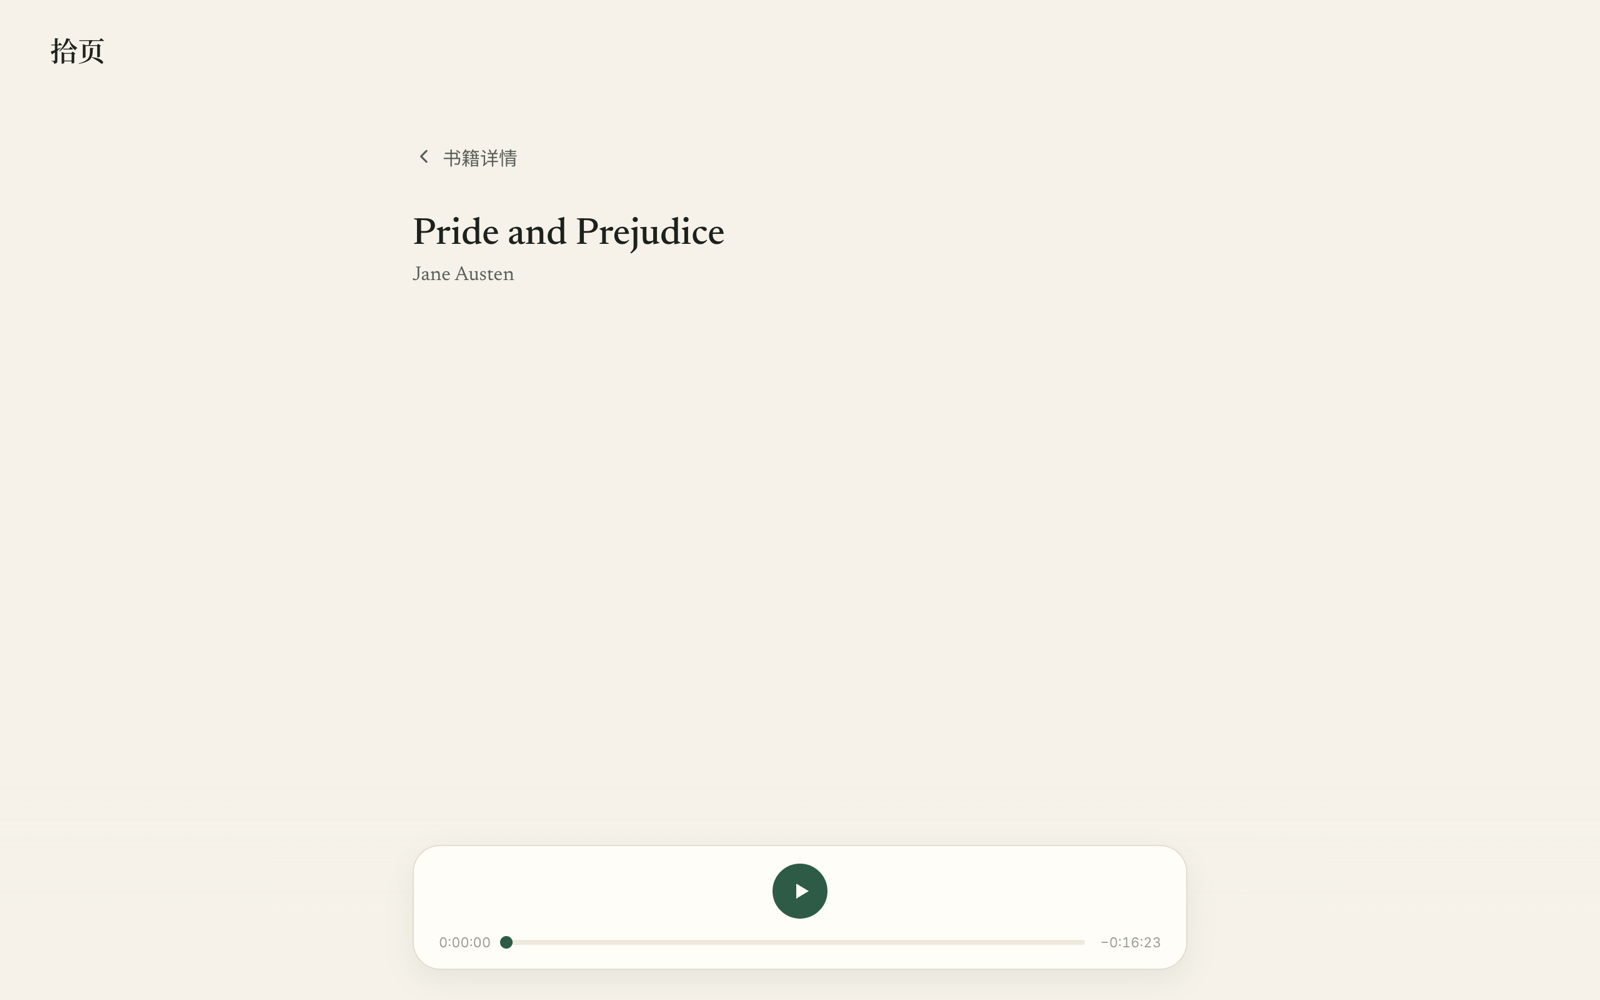 拾页
书籍详情
Pride and Prejudice
Jane Austen
0:00:00
−0:16:23